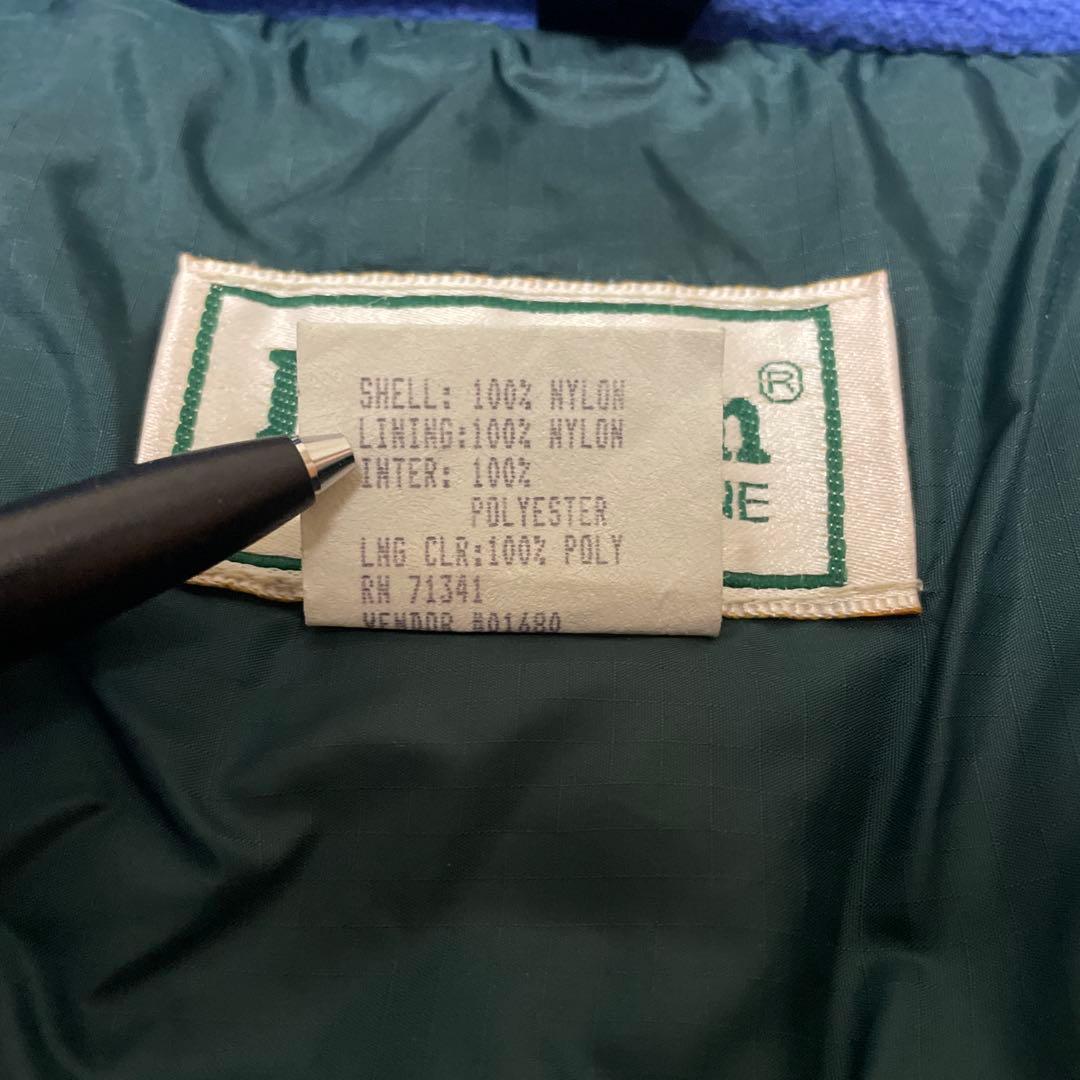 SHELL: 100% NYLON
LINING:100% NYLON
INTER: 100%
POLYESTER
LNG CLR:100% POLY
RN 71341
VENDOR #01680
®